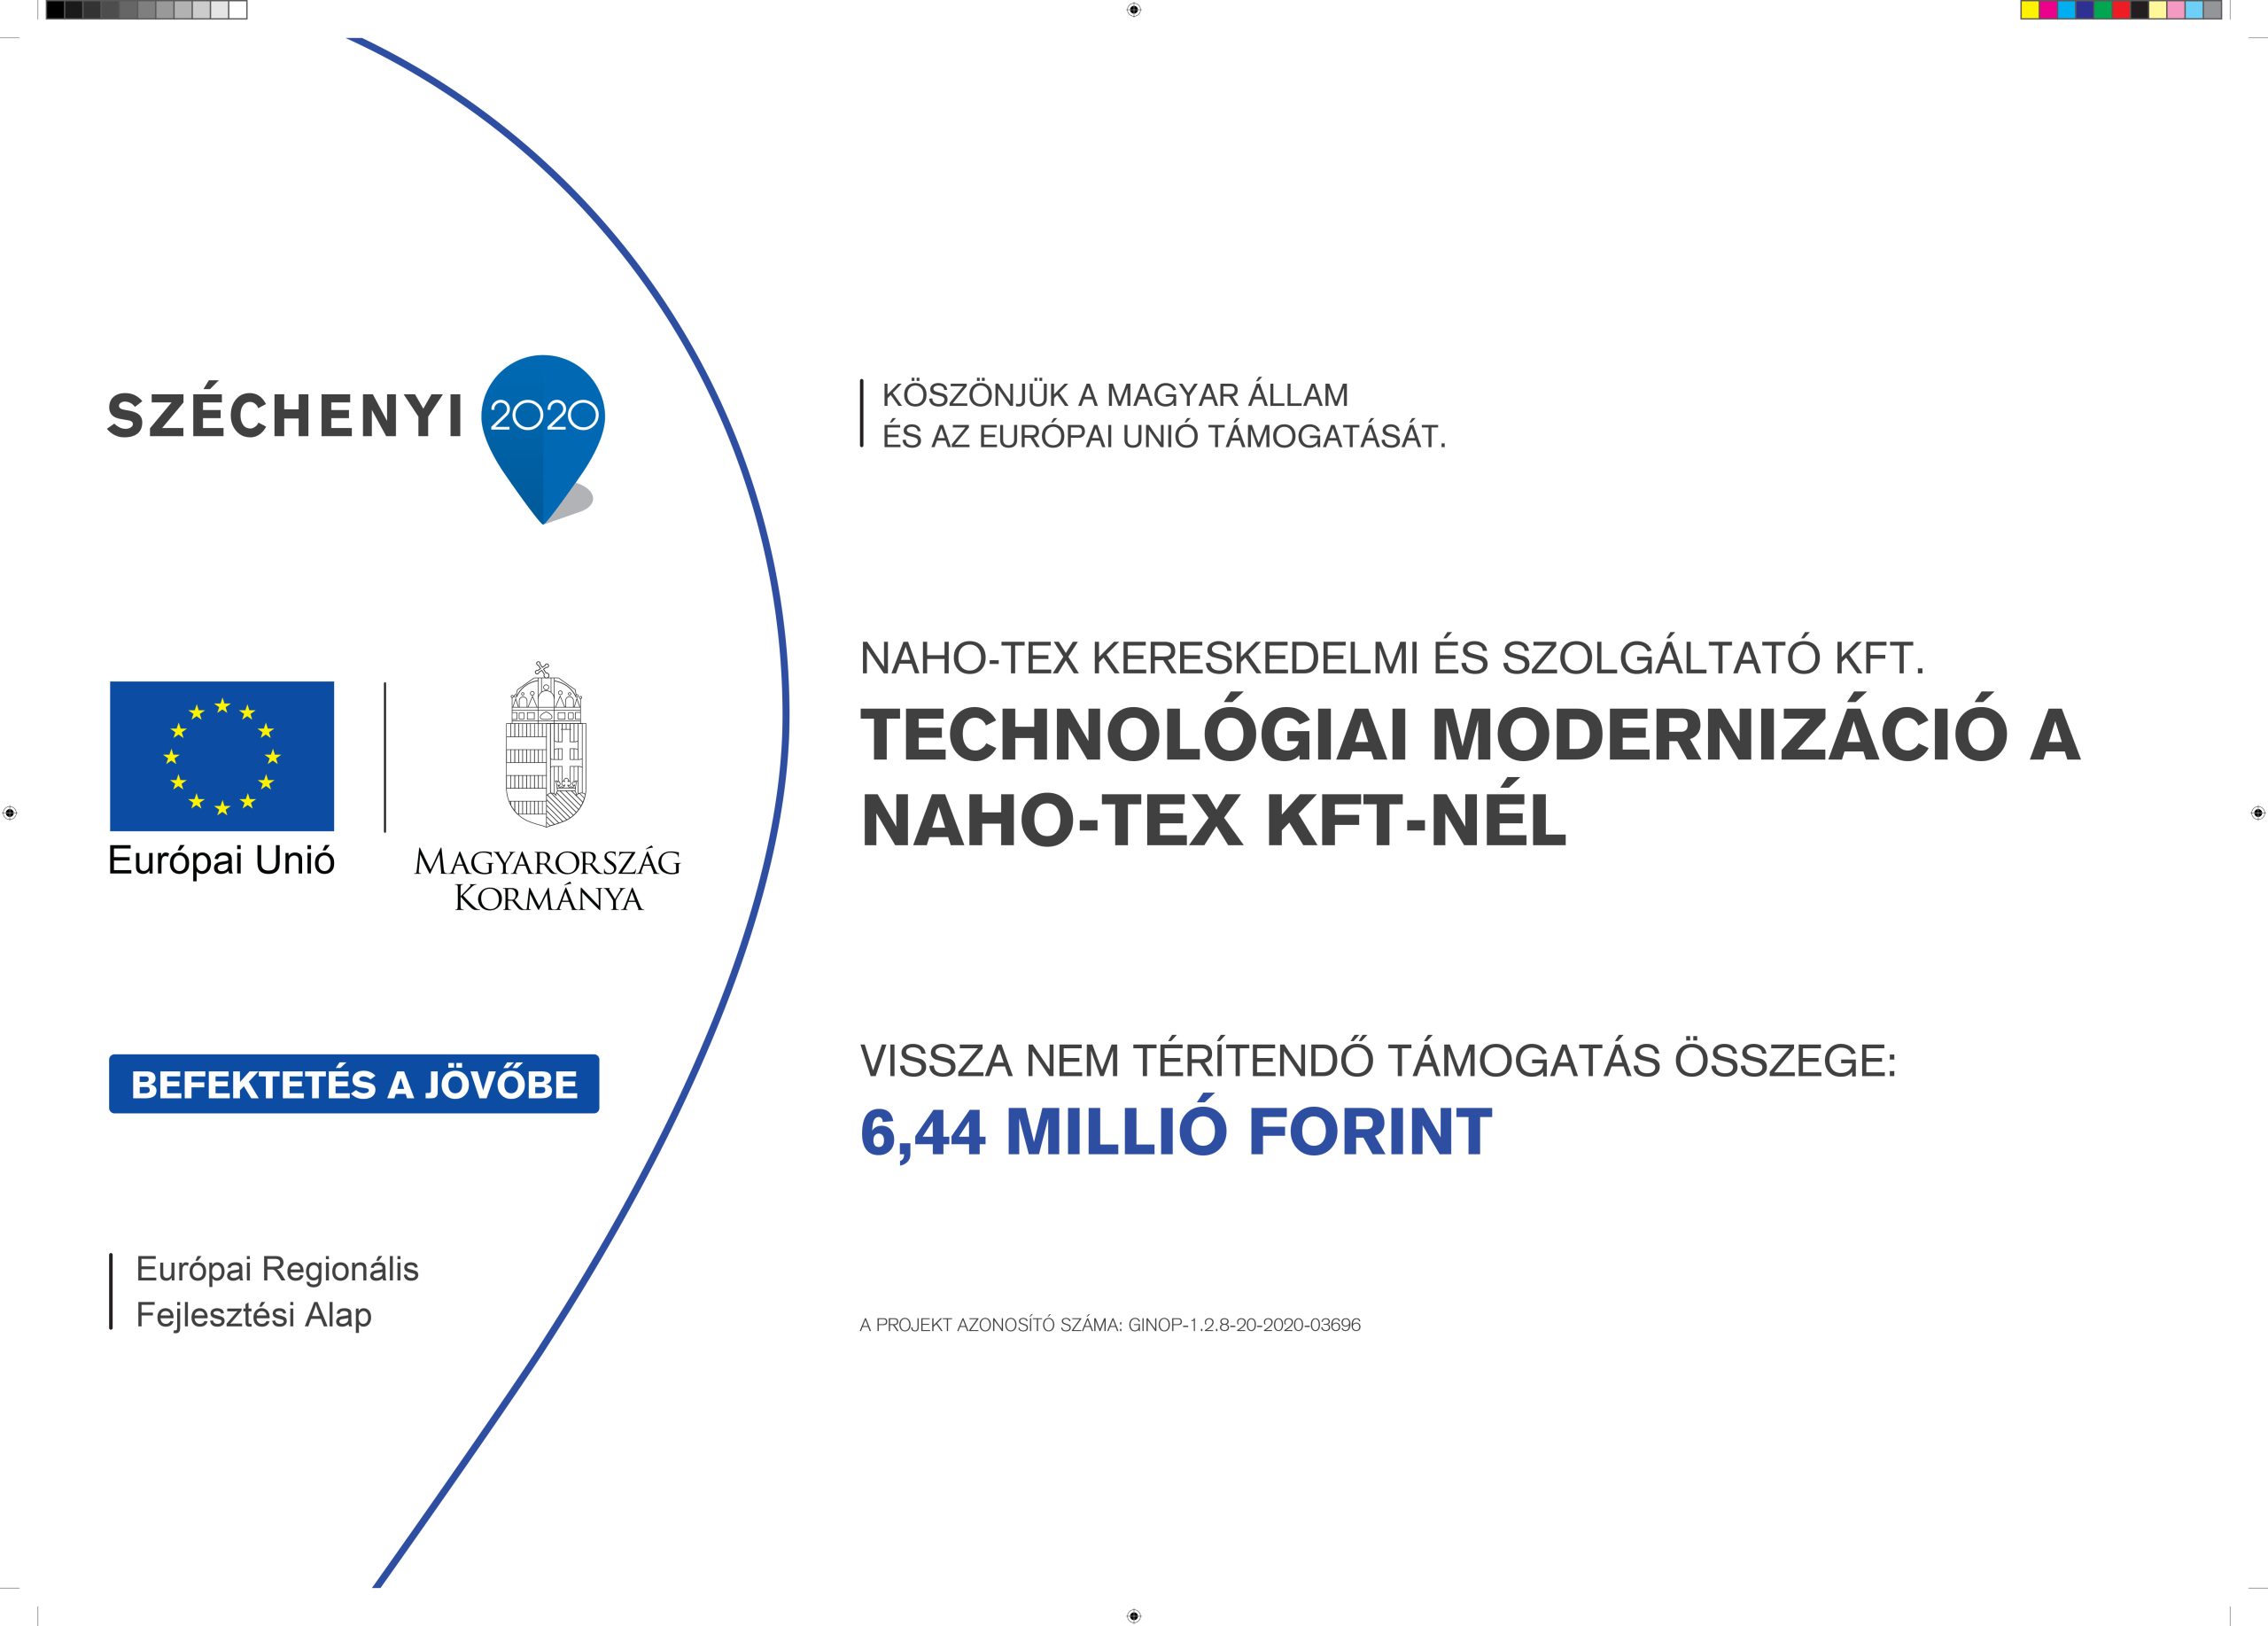 SZÉCHENYI 2020
KÖSZÖNJÜK A MAGYAR ÁLLAM
ÉS AZ EURÓPAI UNIÓ TÁMOGATÁSÁT.
Európai Unió
MAGYARORSZÁG
KORMÁNYA
NAHO-TEX KERESKEDELMI ÉS SZOLGÁLTATÓ KFT.
TECHNOLÓGIAI MODERNIZÁCIÓ A
NAHO-TEX KFT-NÉL
BEFEKTETÉS A JÖVŐBE
VISSZA NEM TÉRÍTENDŐ TÁMOGATÁS ÖSSZEGE:
6,44 MILLIÓ FORINT
Európai Regionális
Fejlesztési Alap
A PROJEKT AZONOSÍTÓ SZÁMA: GINOP-1.2.8-20-2020-03696